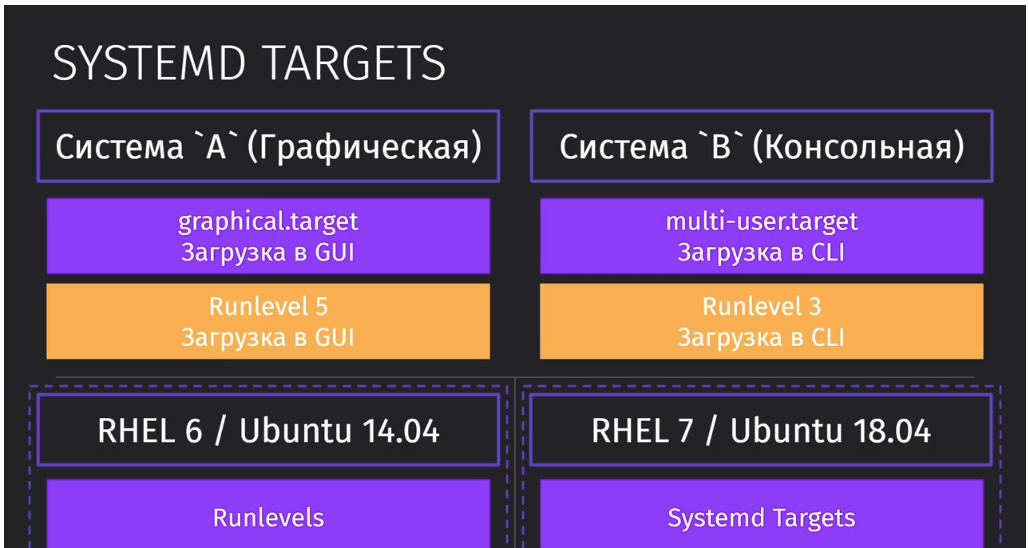 SYSTEMD TARGETS
Система `A` (Графическая)
Система `B` (Консольная)
graphical.target
Загрузка в GUI
multi-user.target
Загрузка в CLI
Runlevel 5
Загрузка в GUI
Runlevel 3
Загрузка в CLI
RHEL 6 / Ubuntu 14.04
RHEL 7 / Ubuntu 18.04
Runlevels
Systemd Targets